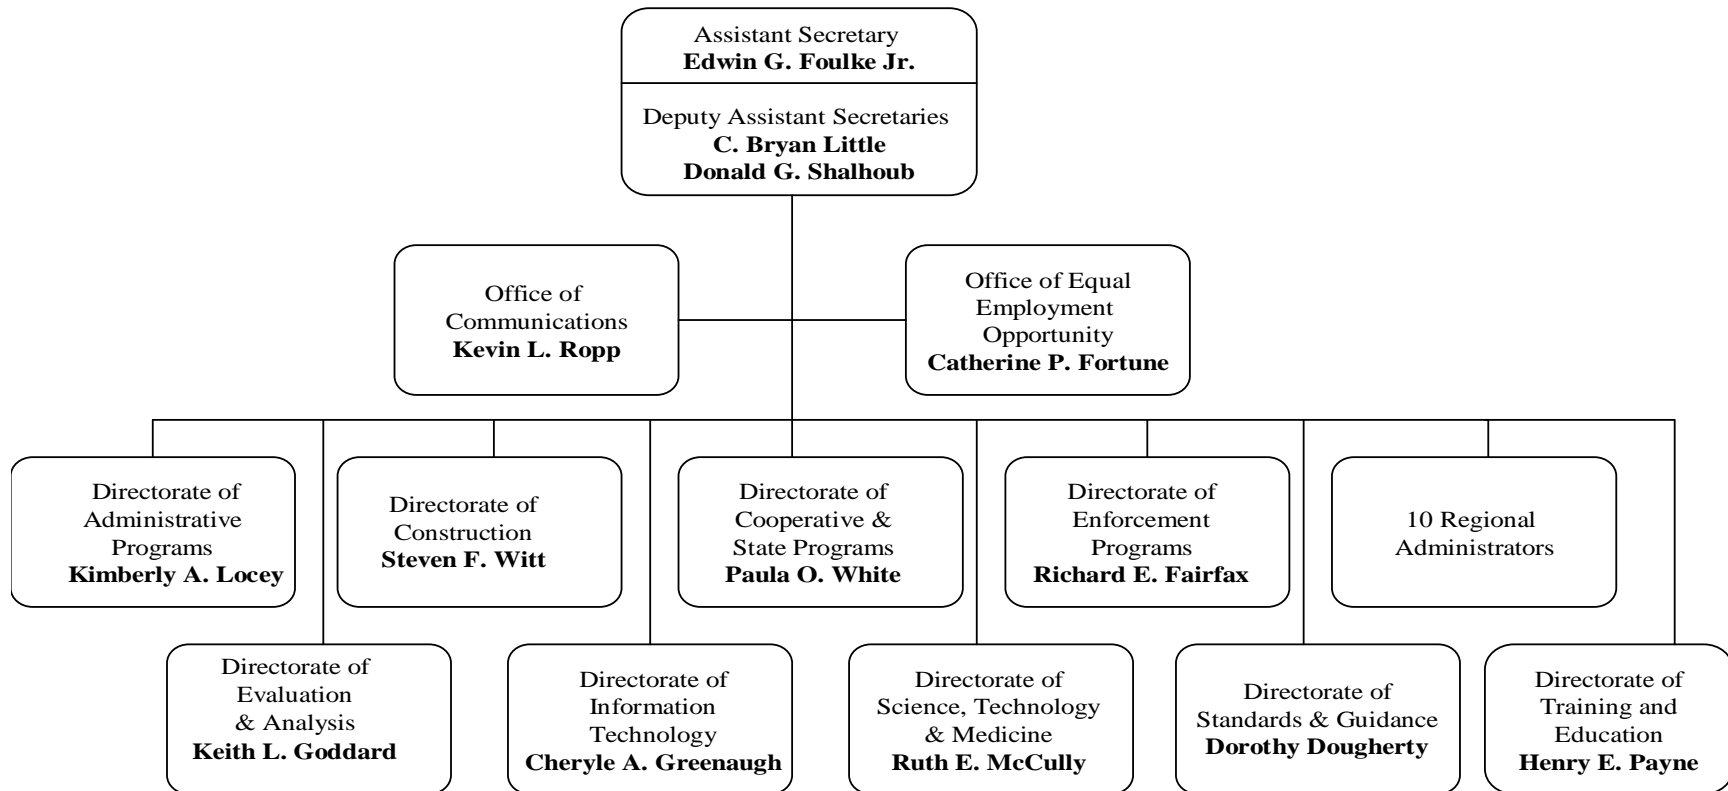 Assistant Secretary
Edwin G. Foulke Jr.
Deputy Assistant Secretaries
C. Bryan Little
Donald G. Shalhoub
Office of
Communications
Kevin L. Ropp
Office of Equal
Employment
Opportunity
Catherine P. Fortune
Directorate of
Administrative
Programs
Kimberly A. Locey
Directorate of
Construction
Steven F. Witt
Directorate of
Cooperative &
State Programs
Paula O. White
Directorate of
Enforcement
Programs
Richard E. Fairfax
10 Regional
Administrators
Directorate of
Evaluation
& Analysis
Keith L. Goddard
Directorate of
Information
Technology
Cheryle A. Greenaugh
Directorate of
Science, Technology
& Medicine
Ruth E. McCully
Directorate of
Standards & Guidance
Dorothy Dougherty
Directorate of
Training and
Education
Henry E. Payne